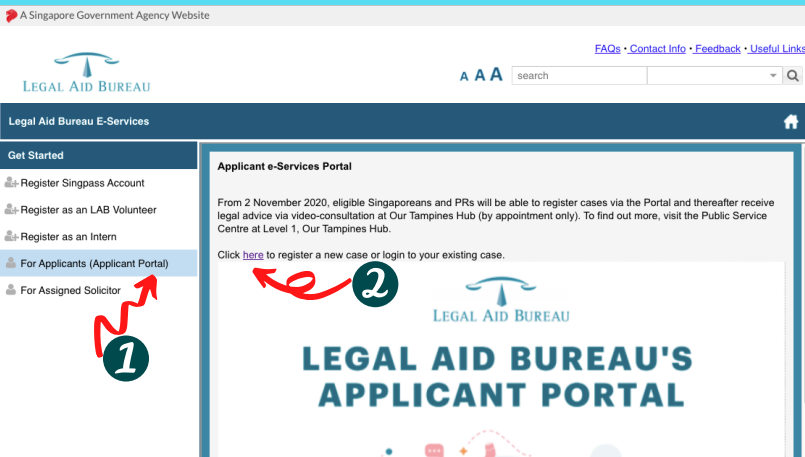 A Singapore Government Agency Website
FAQs • Contact Info • Feedback • Useful Links
LEGAL AID BUREAU
A A A search
Legal Aid Bureau E-Services
Get Started
Register Singpass Account
Register as an LAB Volunteer
Register as an Intern
For Applicants (Applicant Portal)
For Assigned Solicitor
1
Applicant e-Services Portal
From 2 November 2020, eligible Singaporeans and PRs will be able to register cases via the Portal and thereafter receive
legal advice via video-consultation at Our Tampines Hub (by appointment only). To find out more, visit the Public Service
Centre at Level 1, Our Tampines Hub.
Click here to register a new case or login to your existing case.
2
LEGAL AID BUREAU
LEGAL AID BUREAU'S
APPLICANT PORTAL